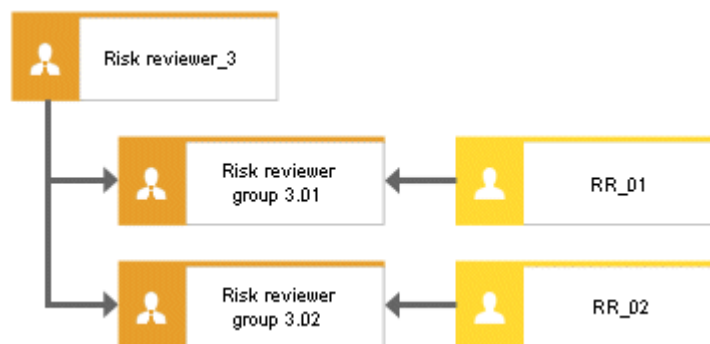 Risk reviewer_3
Risk reviewer
group 3.01
RR_01
Risk reviewer
group 3.02
RR_02